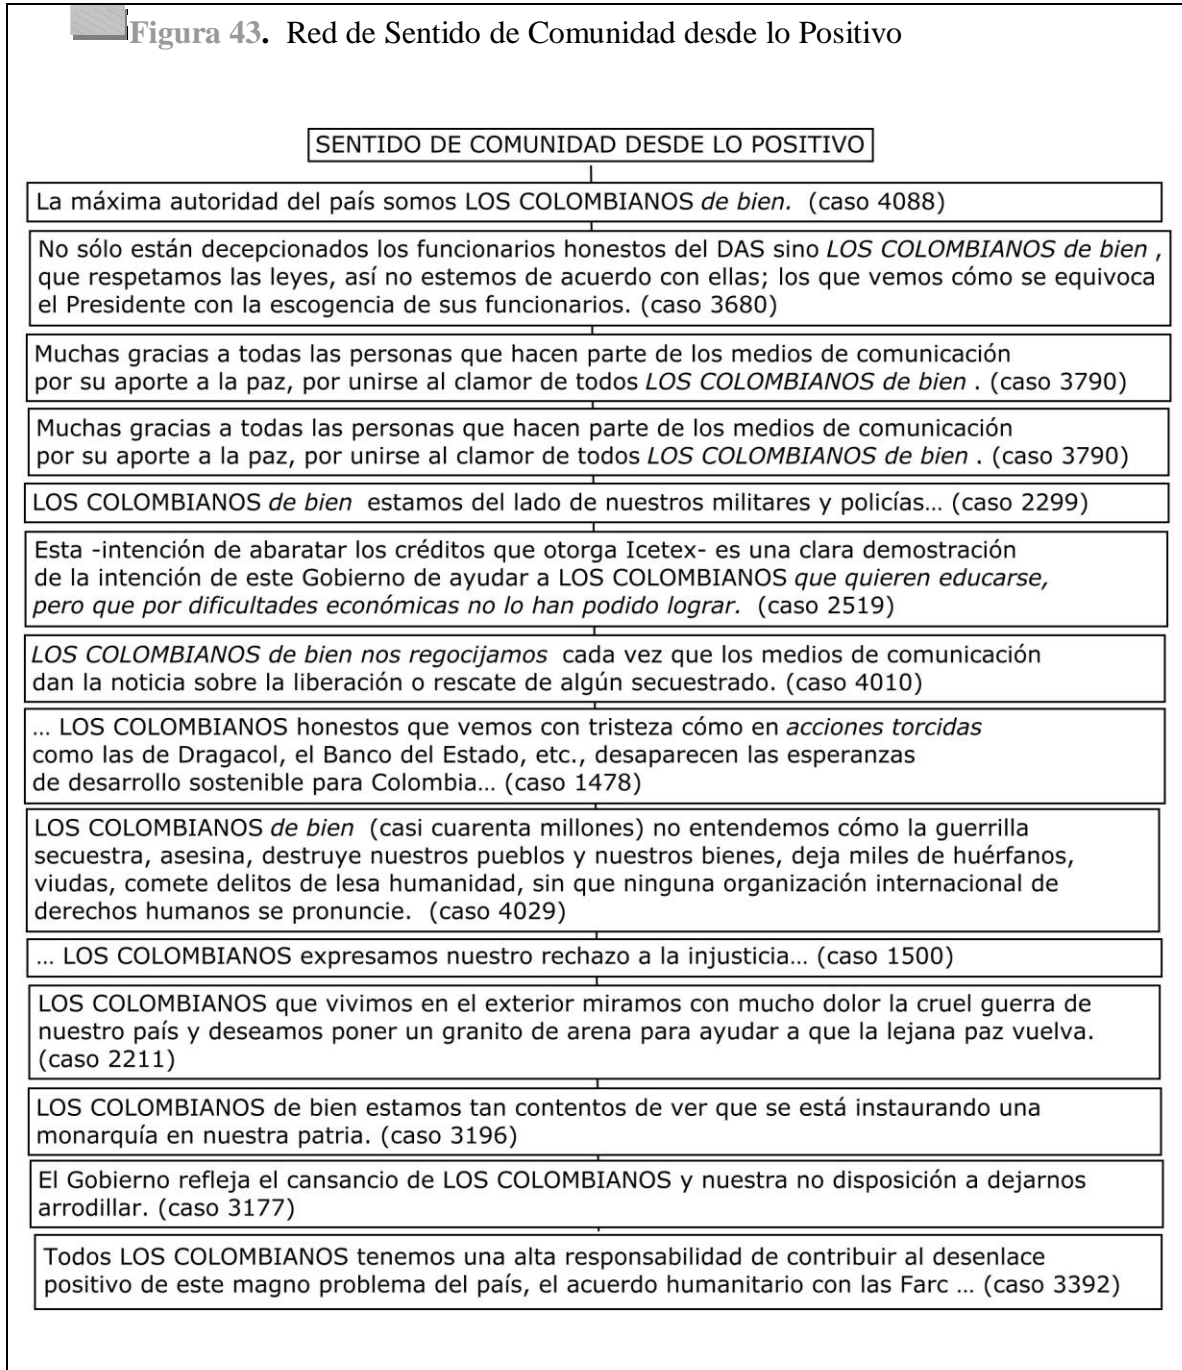 Figura 43. Red de Sentido de Comunidad desde lo Positivo
SENTIDO DE COMUNIDAD DESDE LO POSITIVO
La máxima autoridad del país somos LOS COLOMBIANOS de bien. (caso 4088)
No sólo están decepcionados los funcionarios honestos del DAS sino LOS COLOMBIANOS de bien ,
que respetamos las leyes, así no estemos de acuerdo con ellas; los que vemos cómo se equivoca
el Presidente con la escogencia de sus funcionarios. (caso 3680)
Muchas gracias a todas las personas que hacen parte de los medios de comunicación
por su aporte a la paz, por unirse al clamor de todos LOS COLOMBIANOS de bien . (caso 3790)
Muchas gracias a todas las personas que hacen parte de los medios de comunicación
por su aporte a la paz, por unirse al clamor de todos LOS COLOMBIANOS de bien . (caso 3790)
LOS COLOMBIANOS de bien estamos del lado de nuestros militares y policías… (caso 2299)
Esta -intención de abaratar los créditos que otorga Icetex- es una clara demostración
de la intención de este Gobierno de ayudar a LOS COLOMBIANOS que quieren educarse,
pero que por dificultades económicas no lo han podido lograr. (caso 2519)
LOS COLOMBIANOS de bien nos regocijamos cada vez que los medios de comunicación
dan la noticia sobre la liberación o rescate de algún secuestrado. (caso 4010)
… LOS COLOMBIANOS honestos que vemos con tristeza cómo en acciones torcidas
como las de Dragacol, el Banco del Estado, etc., desaparecen las esperanzas
de desarrollo sostenible para Colombia… (caso 1478)
LOS COLOMBIANOS de bien (casi cuarenta millones) no entendemos cómo la guerrilla
secuestra, asesina, destruye nuestros pueblos y nuestros bienes, deja miles de huérfanos,
viudas, comete delitos de lesa humanidad, sin que ninguna organización internacional de
derechos humanos se pronuncie. (caso 4029)
… LOS COLOMBIANOS expresamos nuestro rechazo a la injusticia… (caso 1500)
LOS COLOMBIANOS que vivimos en el exterior miramos con mucho dolor la cruel guerra de
nuestro país y deseamos poner un granito de arena para ayudar a que la lejana paz vuelva.
(caso 2211)
LOS COLOMBIANOS de bien estamos tan contentos de ver que se está instaurando una
monarquía en nuestra patria. (caso 3196)
El Gobierno refleja el cansancio de LOS COLOMBIANOS y nuestra no disposición a dejarnos
arrodillar. (caso 3177)
Todos LOS COLOMBIANOS tenemos una alta responsabilidad de contribuir al desenlace
positivo de este magno problema del país, el acuerdo humanitario con las Farc … (caso 3392)